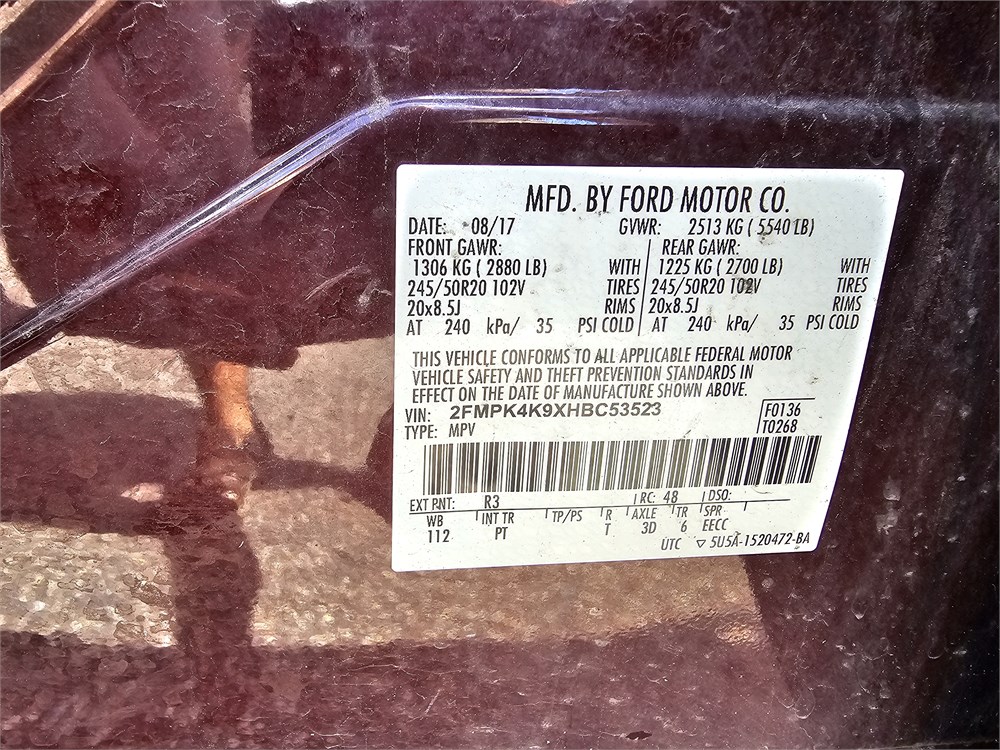 MFD. BY FORD MOTOR CO.
DATE: 08/17 GVWR: 2513 KG ( 5540 LB)
FRONT GAWR: REAR GAWR:
1306 KG ( 2880 LB) WITH 1225 KG ( 2700 LB) WITH
245/50R20 102V TIRES 245/50R20 102V TIRES
20x8.5J RIMS 20x8.5J RIMS
AT 240 kPa/ 35 PSI COLD AT 240 kPa/ 35 PSI COLD
THIS VEHICLE CONFORMS TO ALL APPLICABLE FEDERAL MOTOR
VEHICLE SAFETY AND THEFT PREVENTION STANDARDS IN
EFFECT ON THE DATE OF MANUFACTURE SHOWN ABOVE.
VIN: 2FMPK4K9XHBC53523 F0136
TYPE: MPV T0268
EXT PNT: R3 RC: 48 DSO:
WB INT TR TP/PS R AXLE TR SPR
112 PT T 3D 6 EECC
UTC ▽ 5U5A-1520472-BA